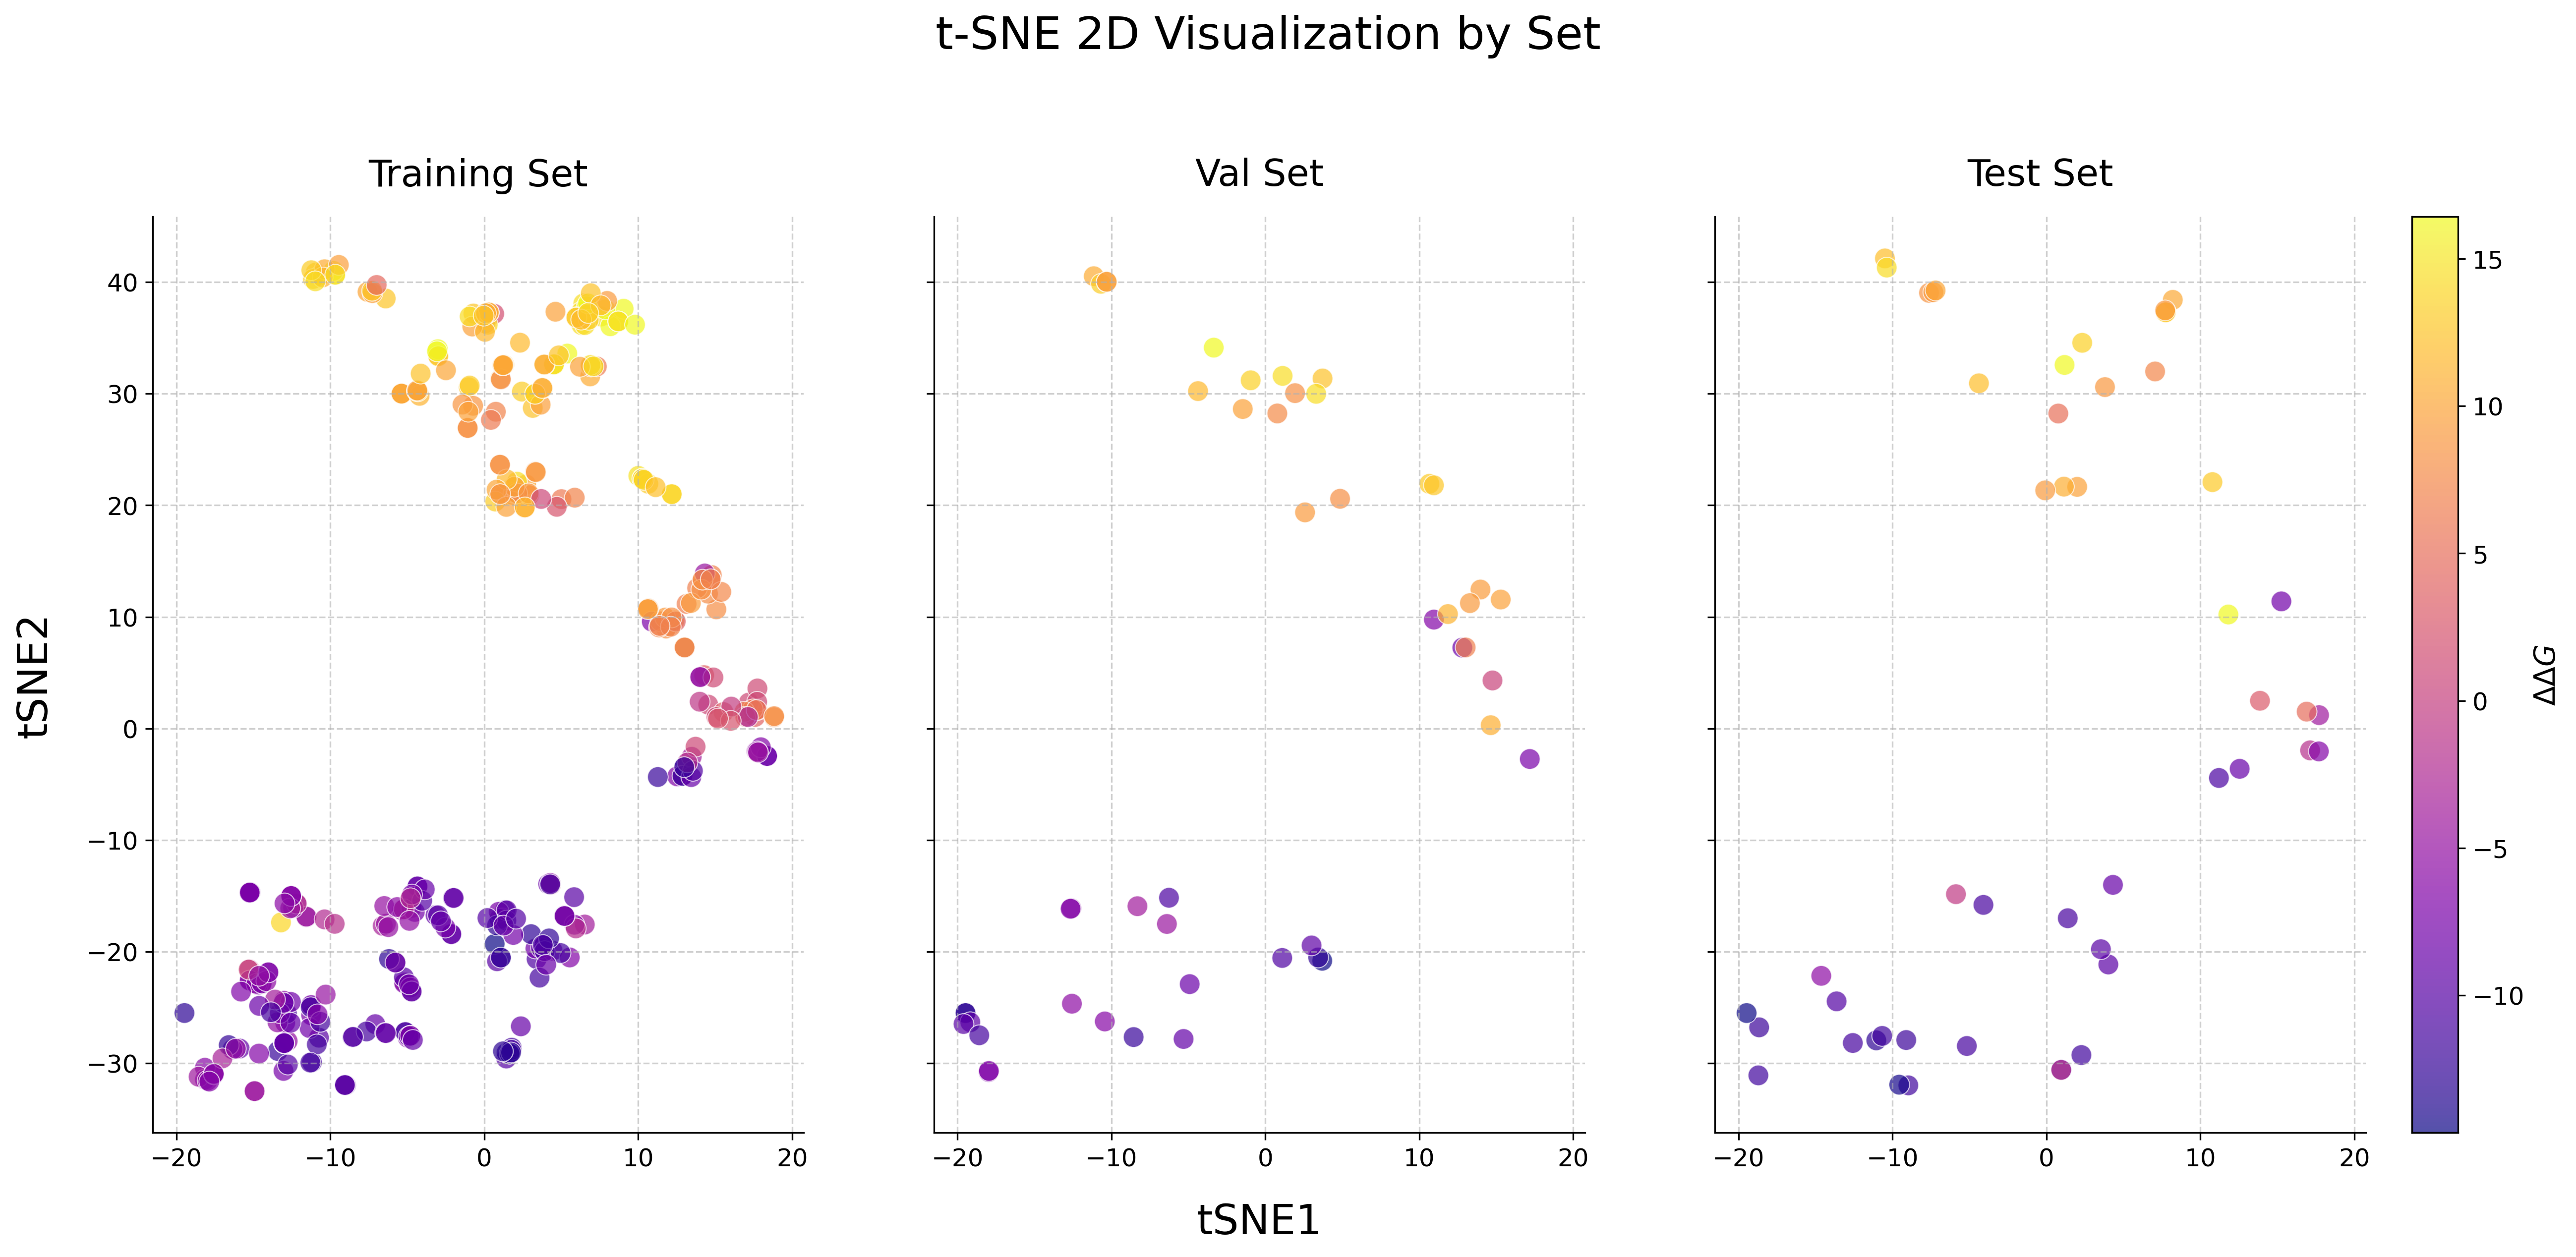 t-SNE 2D Visualization by Set
Training Set
Val Set
Test Set
tSNE2
40
30
20
10
0
−10
−20
−30
−20 −10 0 10 20
−20 −10 0 10 20
−20 −10 0 10 20
tSNE1
15
10
5
0
−5
−10
ΔΔG